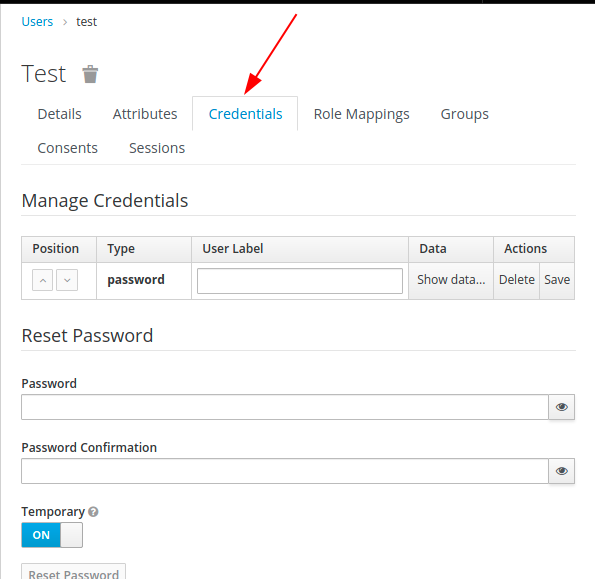 Users > test
Test
Details Attributes Credentials Role Mappings Groups
Consents Sessions
Manage Credentials
Position Type User Label Data Actions
password Show data... Delete Save
Reset Password
Password
Password Confirmation
Temporary ?
ON
Reset Password